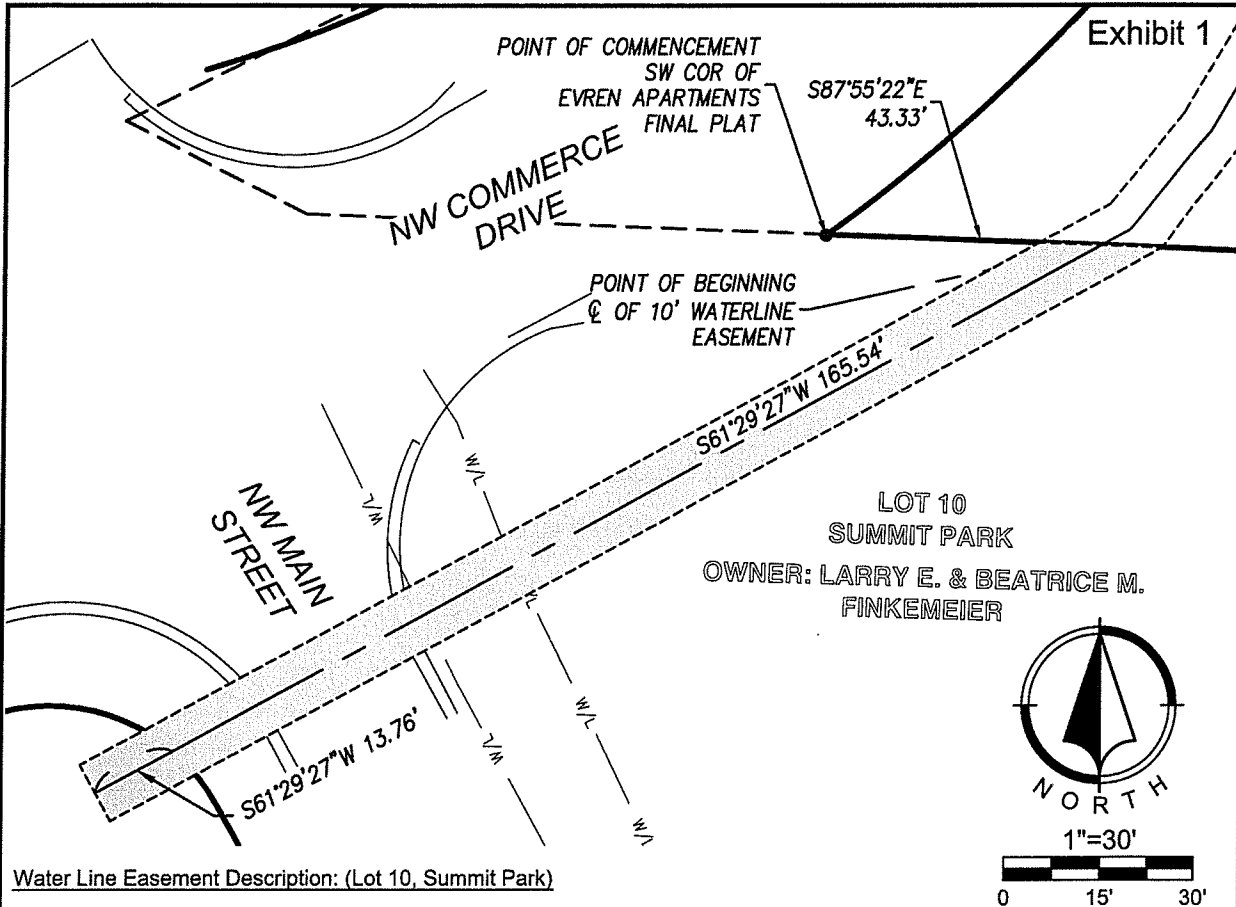 Exhibit 1
POINT OF COMMENCEMENT
SW COR OF
EVREN APARTMENTS
FINAL PLAT
S87°55'22"E
43.33'
NW COMMERCE
DRIVE
POINT OF BEGINNING
℄ OF 10' WATERLINE
EASEMENT
S61°29'27"W 165.54'
W/L
W/L
NW MAIN
STREET
LOT 10
SUMMIT PARK
OWNER: LARRY E. & BEATRICE M.
FINKEMEIER
W/L
W/L
W/L
S61°29'27"W 13.76'
NORTH
1"=30'
0 15' 30'
Water Line Easement Description: (Lot 10, Summit Park)